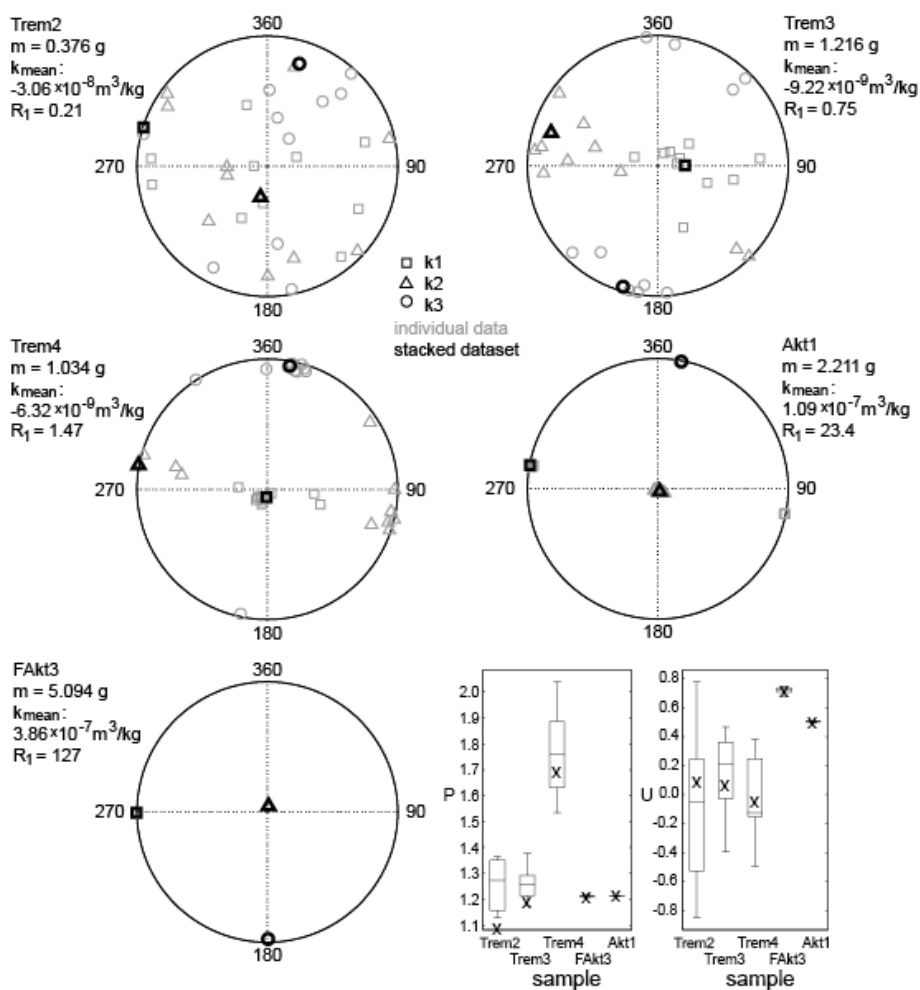 Trem2
m = 0.376 g
kmean:
-3.06×10-8m3/kg
R1 = 0.21
360
270
90
180
Trem3
m = 1.216 g
kmean:
-9.22×10-9m3/kg
R1 = 0.75
360
270
90
180
k1
k2
k3
individual data
stacked dataset
Trem4
m = 1.034 g
kmean:
-6.32×10-9m3/kg
R1 = 1.47
360
270
90
180
Akt1
m = 2.211 g
kmean:
1.09×10-7m3/kg
R1 = 23.4
360
270
90
180
FAkt3
m = 5.094 g
kmean:
3.86×10-7m3/kg
R1 = 127
360
270
90
180
P
2.0
1.9
1.8
1.7
1.6
1.5
1.4
1.3
1.2
1.1
Trem2 Trem4 Akt1
Trem3 FAkt3
sample
U
0.8
0.6
0.4
0.2
0.0
-0.2
-0.4
-0.6
-0.8
Trem2 Trem4 Akt1
Trem3 FAkt3
sample